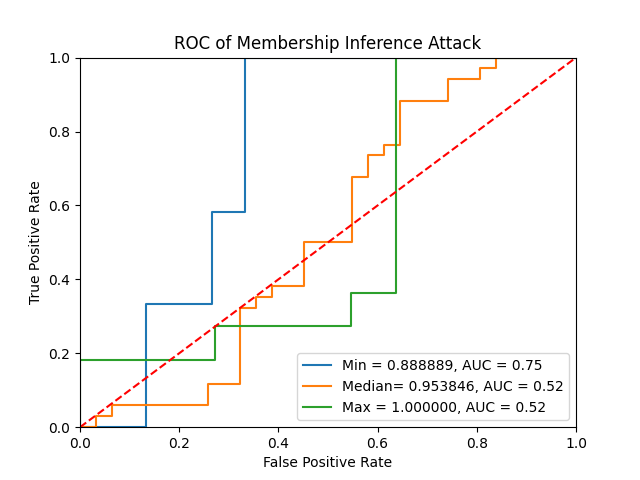 ROC of Membership Inference Attack
True Positive Rate
1.0
0.8
0.6
0.4
0.2
0.0
0.0 0.2 0.4 0.6 0.8 1.0
False Positive Rate
Min = 0.888889, AUC = 0.75
Median= 0.953846, AUC = 0.52
Max = 1.000000, AUC = 0.52